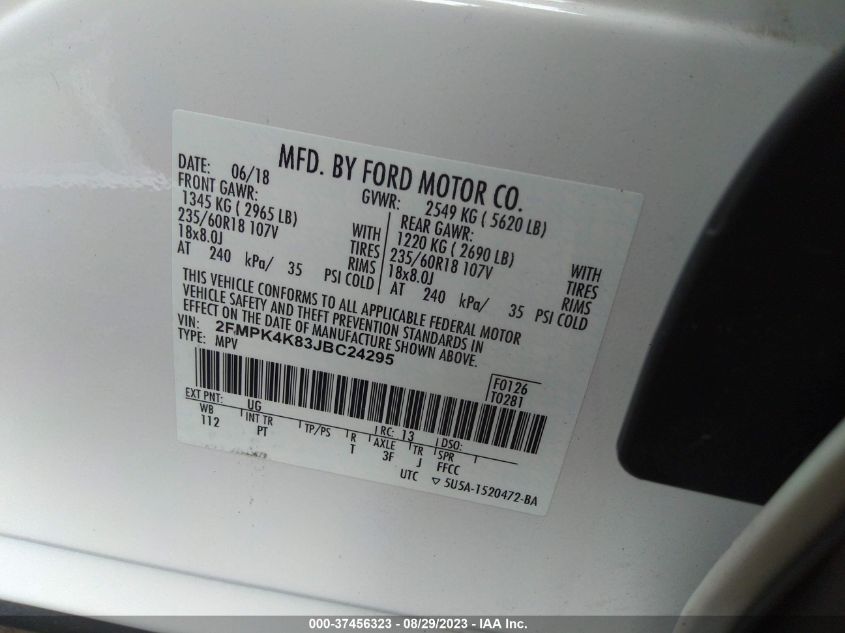 MFD. BY FORD MOTOR CO.
DATE: 06/18
GVWR: 2549 KG ( 5620 LB)
FRONT GAWR:
1345 KG ( 2965 LB) WITH
235/60R18 107V TIRES
18x8.0J RIMS
AT 240 kPa/ 35 PSI COLD
REAR GAWR:
1220 KG ( 2690 LB) WITH
235/60R18 107V TIRES
18x8.0J RIMS
AT 240 kPa/ 35 PSI COLD
THIS VEHICLE CONFORMS TO ALL APPLICABLE FEDERAL MOTOR
VEHICLE SAFETY AND THEFT PREVENTION STANDARDS IN
EFFECT ON THE DATE OF MANUFACTURE SHOWN ABOVE.
VIN: 2FMPK4K83JBC24295
TYPE: MPV
F0126
T0281
EXT PNT: UG RC: 13 DSO:
WB INT TR TP/PS R AXLE TR SPR
112 PT T 3F J FFCC
UTC ▽ 5U5A-1520472-BA
000-37456323 - 08/29/2023 - IAA Inc.